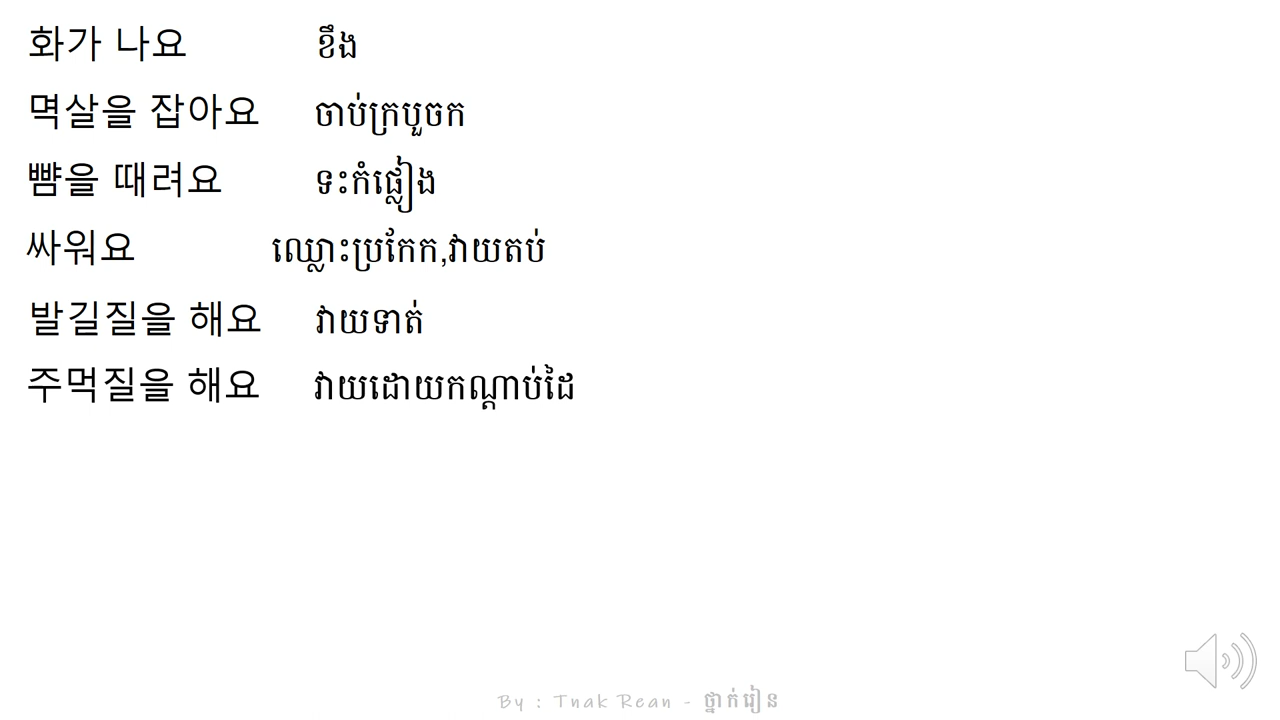 화가 나요 ខឹង
멱살을 잡아요 ចាប់ក្របួចក
뺨을 때려요 ទះកំផ្លៀង
싸워요 ឈ្លោះប្រកែក,វាយតប់
발길질을 해요 វាយទាត់
주먹질을 해요 វាយដោយកណ្ដាប់ដៃ
By : Tnak Rean - ថ្នាក់រៀន